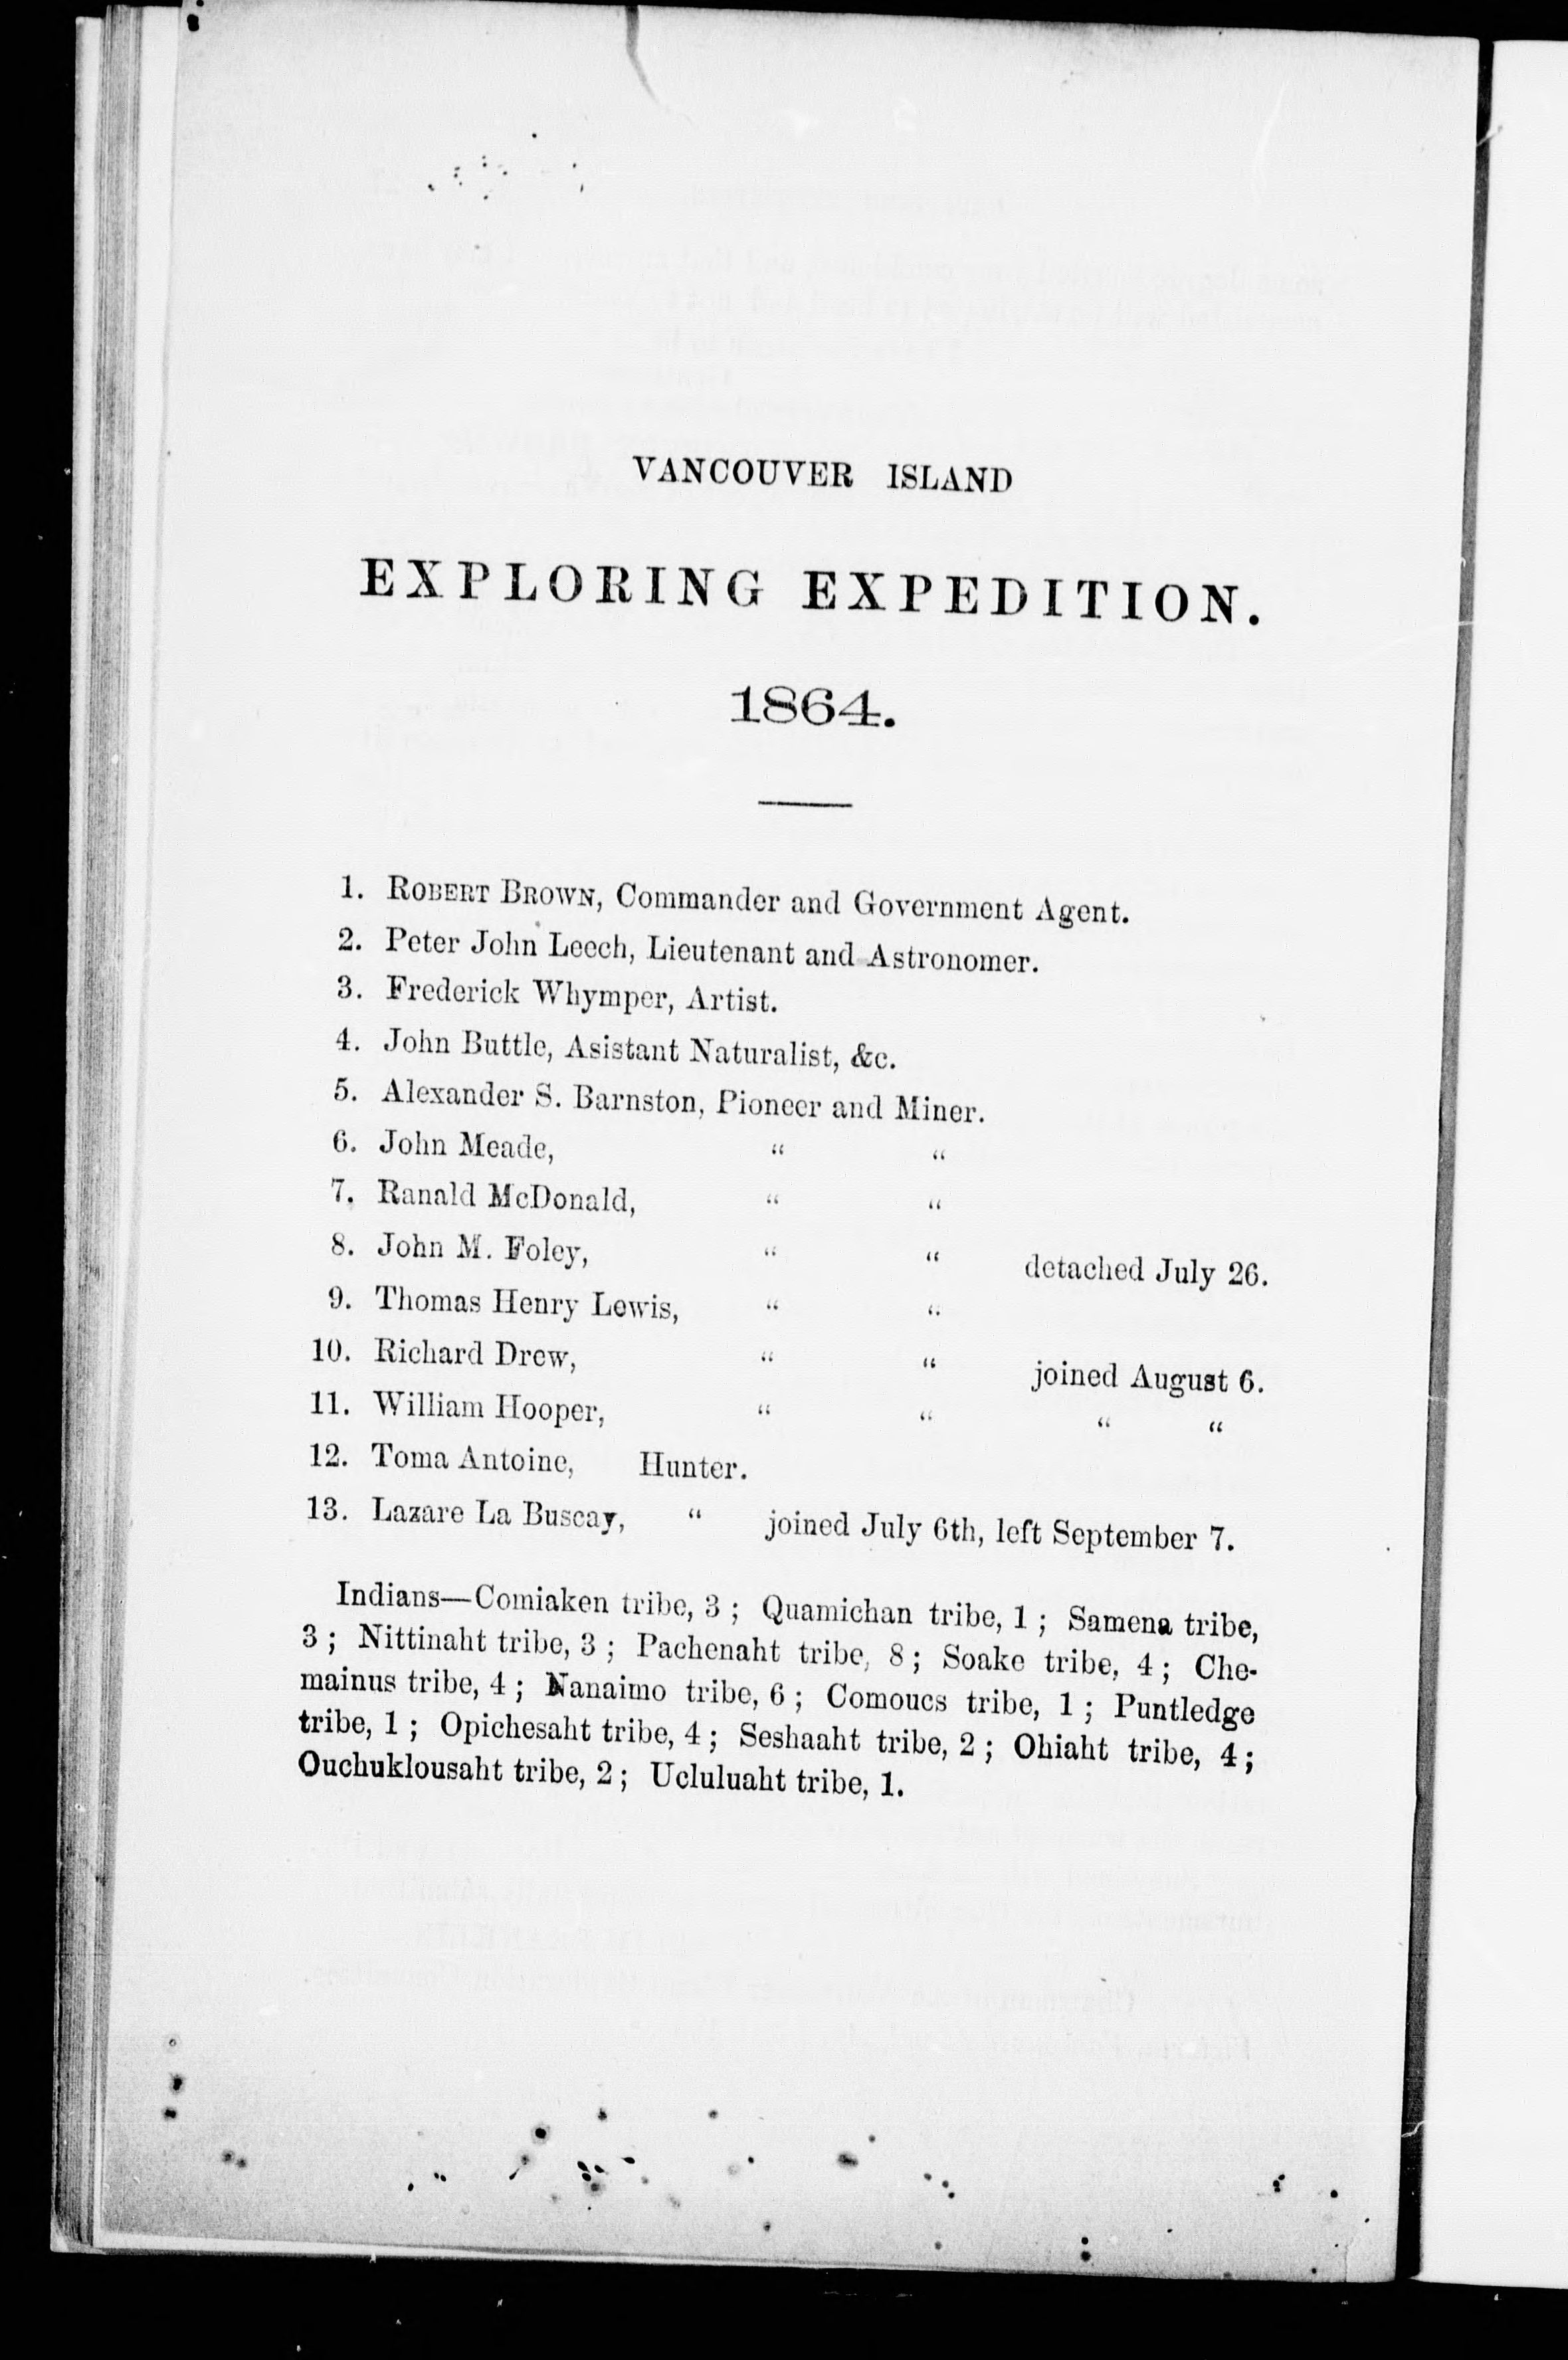 VANCOUVER ISLAND
EXPLORING EXPEDITION.
1864.
1. ROBERT BROWN, Commander and Government Agent.
2. Peter John Leech, Lieutenant and Astronomer.
3. Frederick Whymper, Artist.
4. John Buttle, Asistant Naturalist, &c.
5. Alexander S. Barnston, Pioneer and Miner.
6. John Meade, “ “
7. Ranald McDonald, “ “
8. John M. Foley, “ “ detached July 26.
9. Thomas Henry Lewis, “ “
10. Richard Drew, “ “ joined August 6.
11. William Hooper, “ “ “ “
12. Toma Antoine, Hunter.
13. Lazare La Buscay, “ joined July 6th, left September 7.
Indians—Comiaken tribe, 3 ; Quamichan tribe, 1 ; Samena tribe,
3 ; Nittinaht tribe, 3 ; Pachenaht tribe, 8 ; Soake tribe, 4 ; Che-
mainus tribe, 4 ; Nanaimo tribe, 6 ; Comoucs tribe, 1 ; Puntledge
tribe, 1 ; Opichesaht tribe, 4 ; Seshaaht tribe, 2 ; Ohiaht tribe, 4 ;
Ouchuklousaht tribe, 2 ; Ucluluaht tribe, 1.